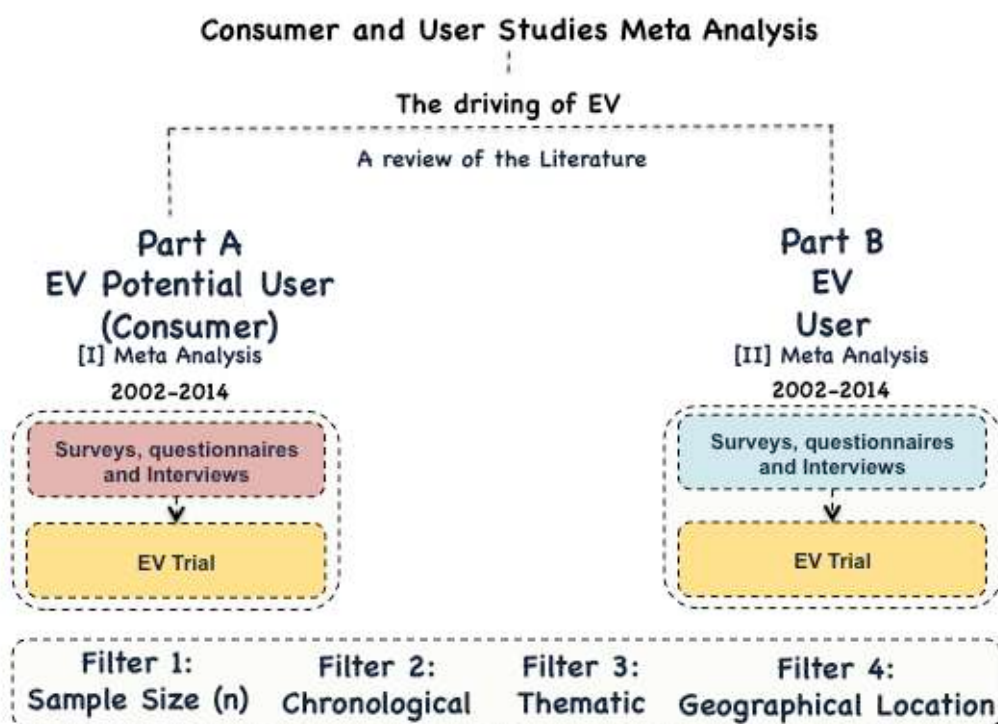 Consumer and User Studies Meta Analysis
The driving of EV
A review of the Literature
Part A
EV Potential User
(Consumer)
[I] Meta Analysis
2002-2014
Surveys, questionnaires
and Interviews
EV Trial
Part B
EV
User
[II] Meta Analysis
2002-2014
Surveys, questionnaires
and Interviews
EV Trial
Filter 1:
Sample Size (n)
Filter 2:
Chronological
Filter 3:
Thematic
Filter 4:
Geographical Location